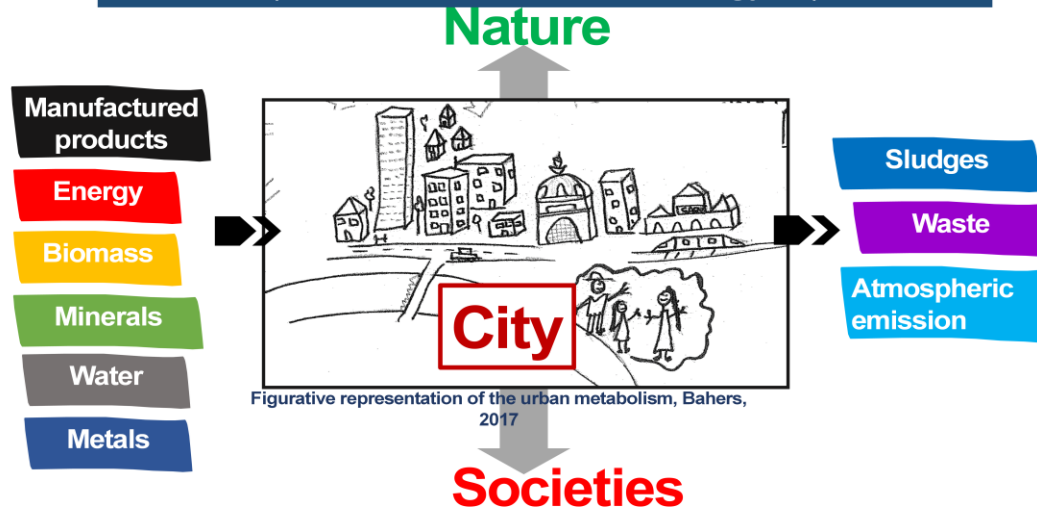 Nature
Manufactured
products
Energy
Biomass
Minerals
Water
Metals
City
Sludges
Waste
Atmospheric
emission
Figurative representation of the urban metabolism, Bahers,
2017
Societies